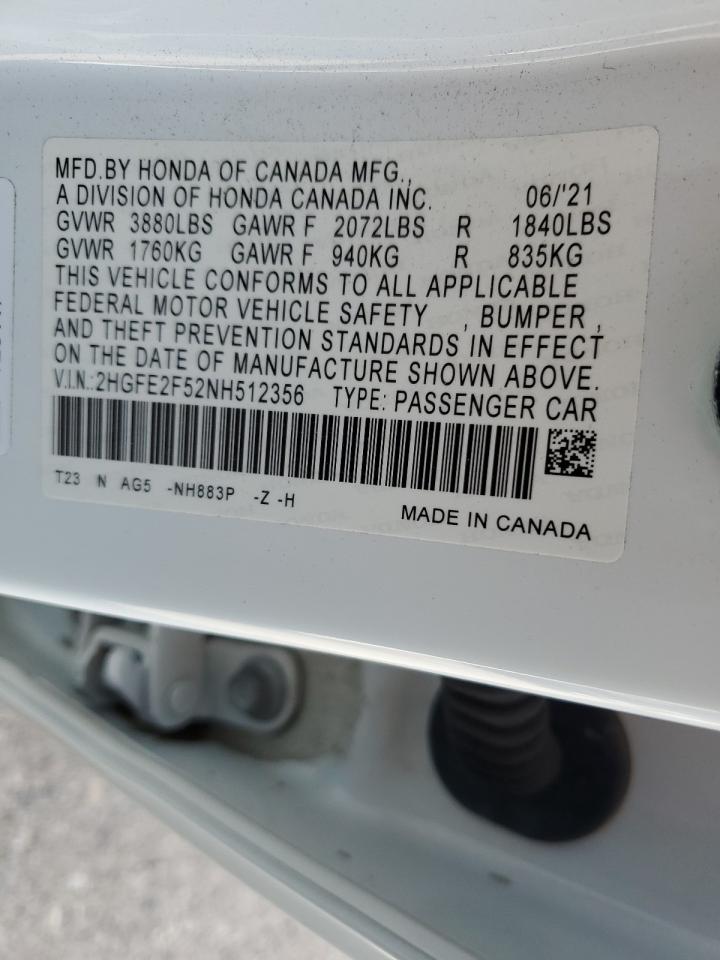 MFD.BY HONDA OF CANADA MFG.,
A DIVISION OF HONDA CANADA INC. 06/'21
GVWR 3880LBS GAWR F 2072LBS R 1840LBS
GVWR 1760KG GAWR F 940KG R 835KG
THIS VEHICLE CONFORMS TO ALL APPLICABLE
FEDERAL MOTOR VEHICLE SAFETY , BUMPER ,
AND THEFT PREVENTION STANDARDS IN EFFECT
ON THE DATE OF MANUFACTURE SHOWN ABOVE.
V.I.N.:2HGFE2F52NH512356 TYPE: PASSENGER CAR
T23 N AG5 -NH883P -Z -H
MADE IN CANADA